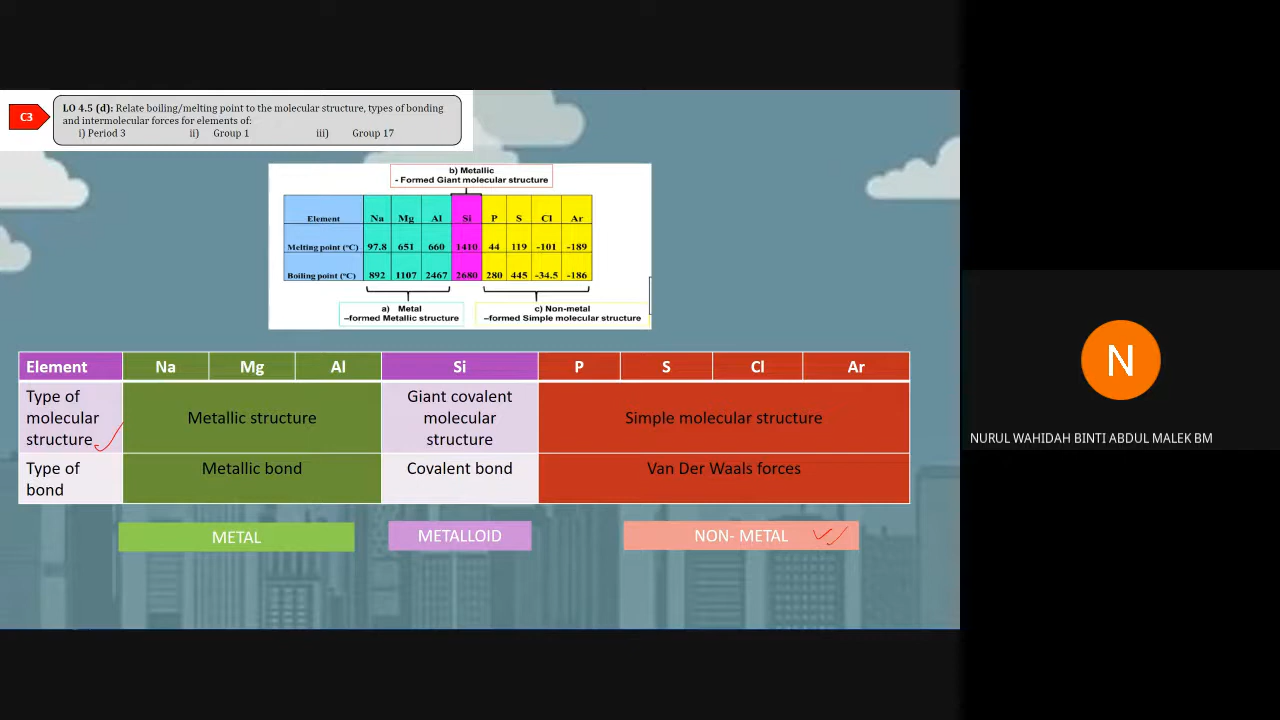 C3
LO 4.5 (d): Relate boiling/melting point to the molecular structure, types of bonding
and intermolecular forces for elements of:
i) Period 3 ii) Group 1 iii) Group 17
b) Metallic
- Formed Giant molecular structure
Element Na Mg Al Si P S Cl Ar
Melting point (°C) 97.8 651 660 1410 44 119 -101 -189
Boiling point (°C) 892 1107 2467 2680 280 445 -34.5 -186
a) Metal
–formed Metallic structure
c) Non-metal
–formed Simple molecular structure
Element Na Mg Al Si P S Cl Ar
Type of
molecular
structure
Metallic structure
Giant covalent
molecular
structure
Simple molecular structure
Type of
bond
Metallic bond
Covalent bond
Van Der Waals forces
METAL
METALLOID
NON- METAL
N
NURUL WAHIDAH BINTI ABDUL MALEK BM